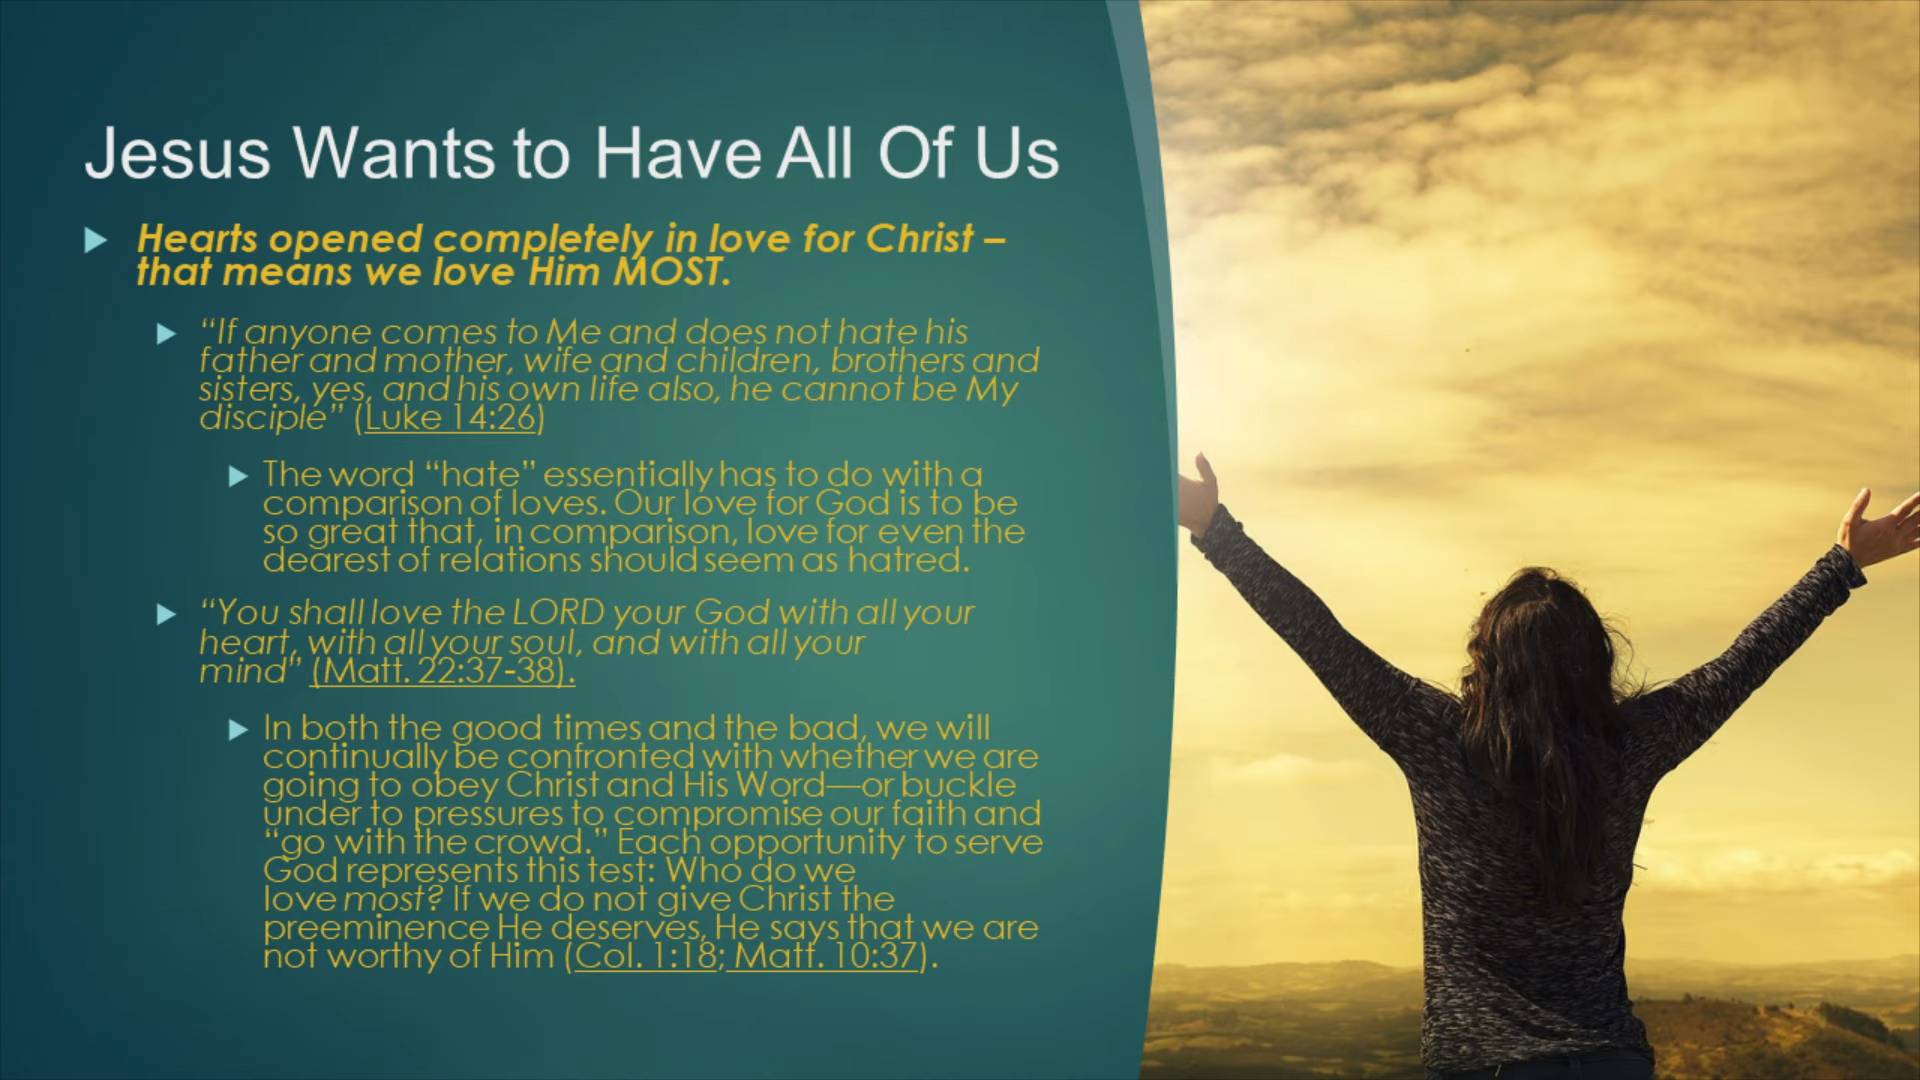 Jesus Wants to Have All Of Us
Hearts opened completely in love for Christ –
that means we love Him MOST.
“If anyone comes to Me and does not hate his
father and mother, wife and children, brothers and
sisters, yes, and his own life also, he cannot be My
disciple” (Luke 14:26)
The word “hate” essentially has to do with a
comparison of loves. Our love for God is to be
so great that, in comparison, love for even the
dearest of relations should seem as hatred.
“You shall love the LORD your God with all your
heart, with all your soul, and with all your
mind” (Matt. 22:37-38).
In both the good times and the bad, we will
continually be confronted with whether we are
going to obey Christ and His Word—or buckle
under to pressures to compromise our faith and
“go with the crowd.” Each opportunity to serve
God represents this test: Who do we
love most? If we do not give Christ the
preeminence He deserves, He says that we are
not worthy of Him (Col. 1:18; Matt. 10:37).